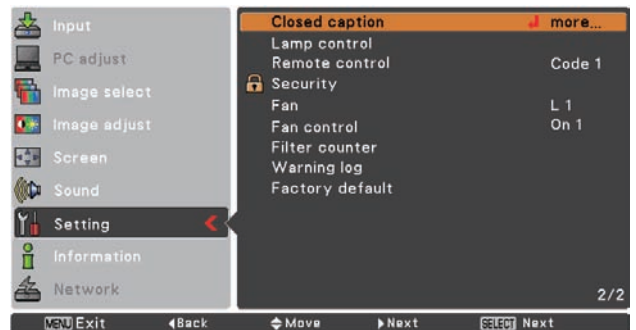 Input
PC adjust
Image select
Image adjust
Screen
Sound
Setting
Information
Network
Closed caption more...
Lamp control
Remote control Code 1
Security
Fan L 1
Fan control On 1
Filter counter
Warning log
Factory default
2/2
MENU Exit Back Move Next SELECT Next